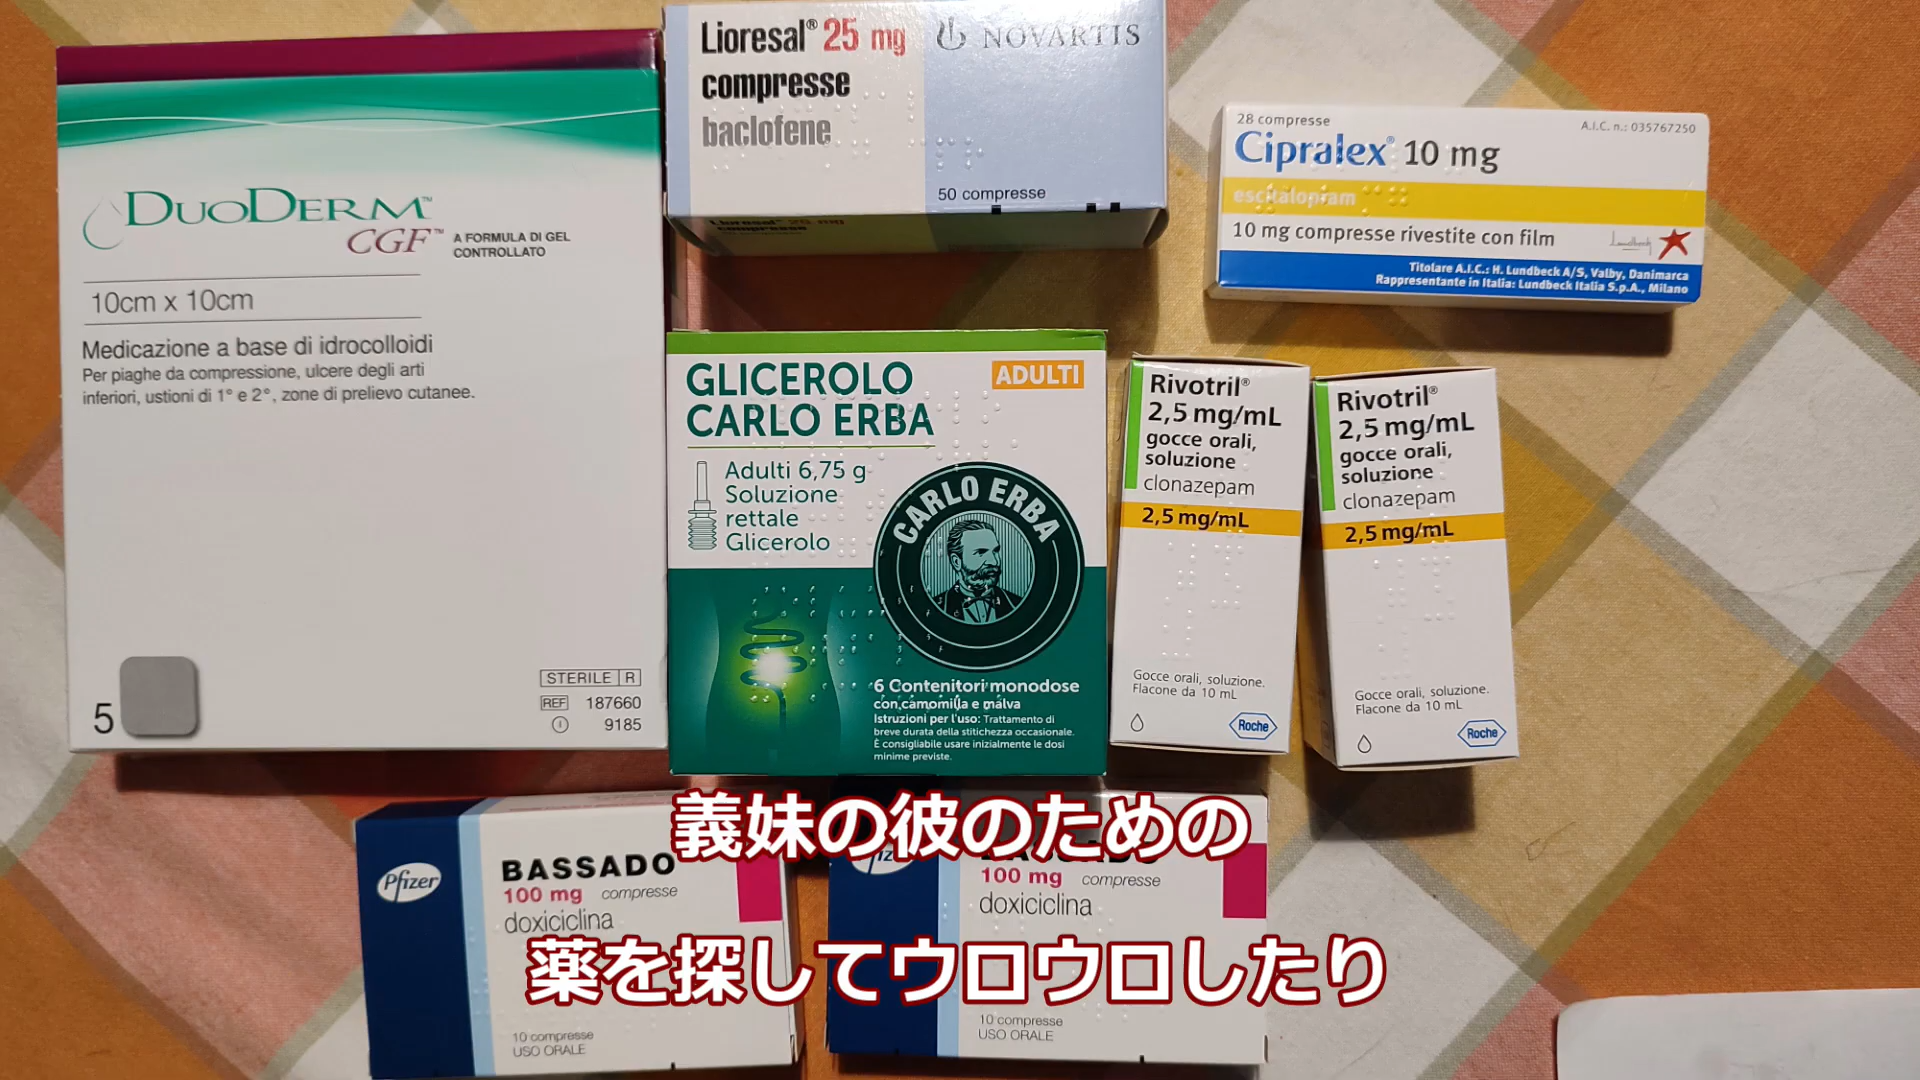 DUODERM™
CGF™ A FORMULA DI GEL
CONTROLLATO
10cm x 10cm
Medicazione a base di idrocolloidi
Per piaghe da compressione, ulcere degli arti
inferiori, ustioni di 1° e 2°, zone di prelievo cutanee.
5
STERILE R
REF 187660
9185
Lioresal® 25 mg
compresse
baclofene
NOVARTIS
50 compresse
Lioresal® 25 mg
compresse
28 compresse
A.I.C. n.: 035767250
Cipralex® 10 mg
escitalopram
10 mg compresse rivestite con film
Lundbeck
Titolare A.I.C.: H. Lundbeck A/S, Valby, Danimarca
Rappresentante in Italia: Lundbeck Italia S.p.A., Milano
GLICEROLO
CARLO ERBA
ADULTI
Adulti 6,75 g
Soluzione
rettale
Glicerolo
CARLO ERBA
6 Contenitori monodose
con camomilla e malva
Istruzioni per l'uso: Trattamento di
breve durata della stitichezza occasionale.
È consigliabile usare inizialmente le dosi
minime previste.
Rivotril®
2,5 mg/mL
gocce orali,
soluzione
clonazepam
2,5 mg/mL
Gocce orali, soluzione.
Flacone da 10 mL
Roche
Rivotril®
2,5 mg/mL
gocce orali,
soluzione
clonazepam
2,5 mg/mL
Gocce orali, soluzione.
Flacone da 10 mL
Roche
義妹の彼のための
薬を探してウロウロしたり
Pfizer
BASSADO
100 mg compresse
doxiciclina
10 compresse
USO ORALE
100 mg compresse
doxiciclina
10 compresse
USO ORALE